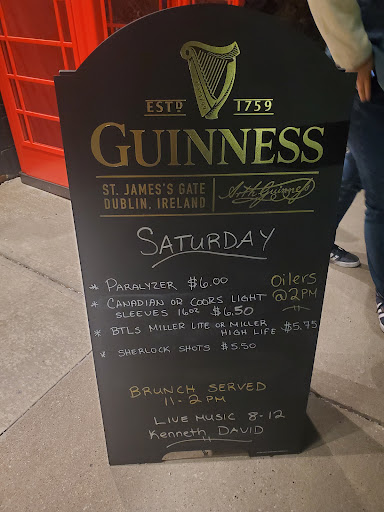 ESTD 1759
GUINNESS
ST. JAMES'S GATE
DUBLIN, IRELAND
Arth Guinness
SATURDAY
* PARALYZER $6.00
Oilers
@ 2PM
* CANADIAN OR COORS LIGHT
SLEEVES 16oz $6.50
* BTLS MILLER LITE OR MILLER
HIGH LIFE $5.75
* SHERLOCK SHOTS $5.50
BRUNCH SERVED
11-2PM
LIVE MUSIC 8-12
Kenneth DAVID